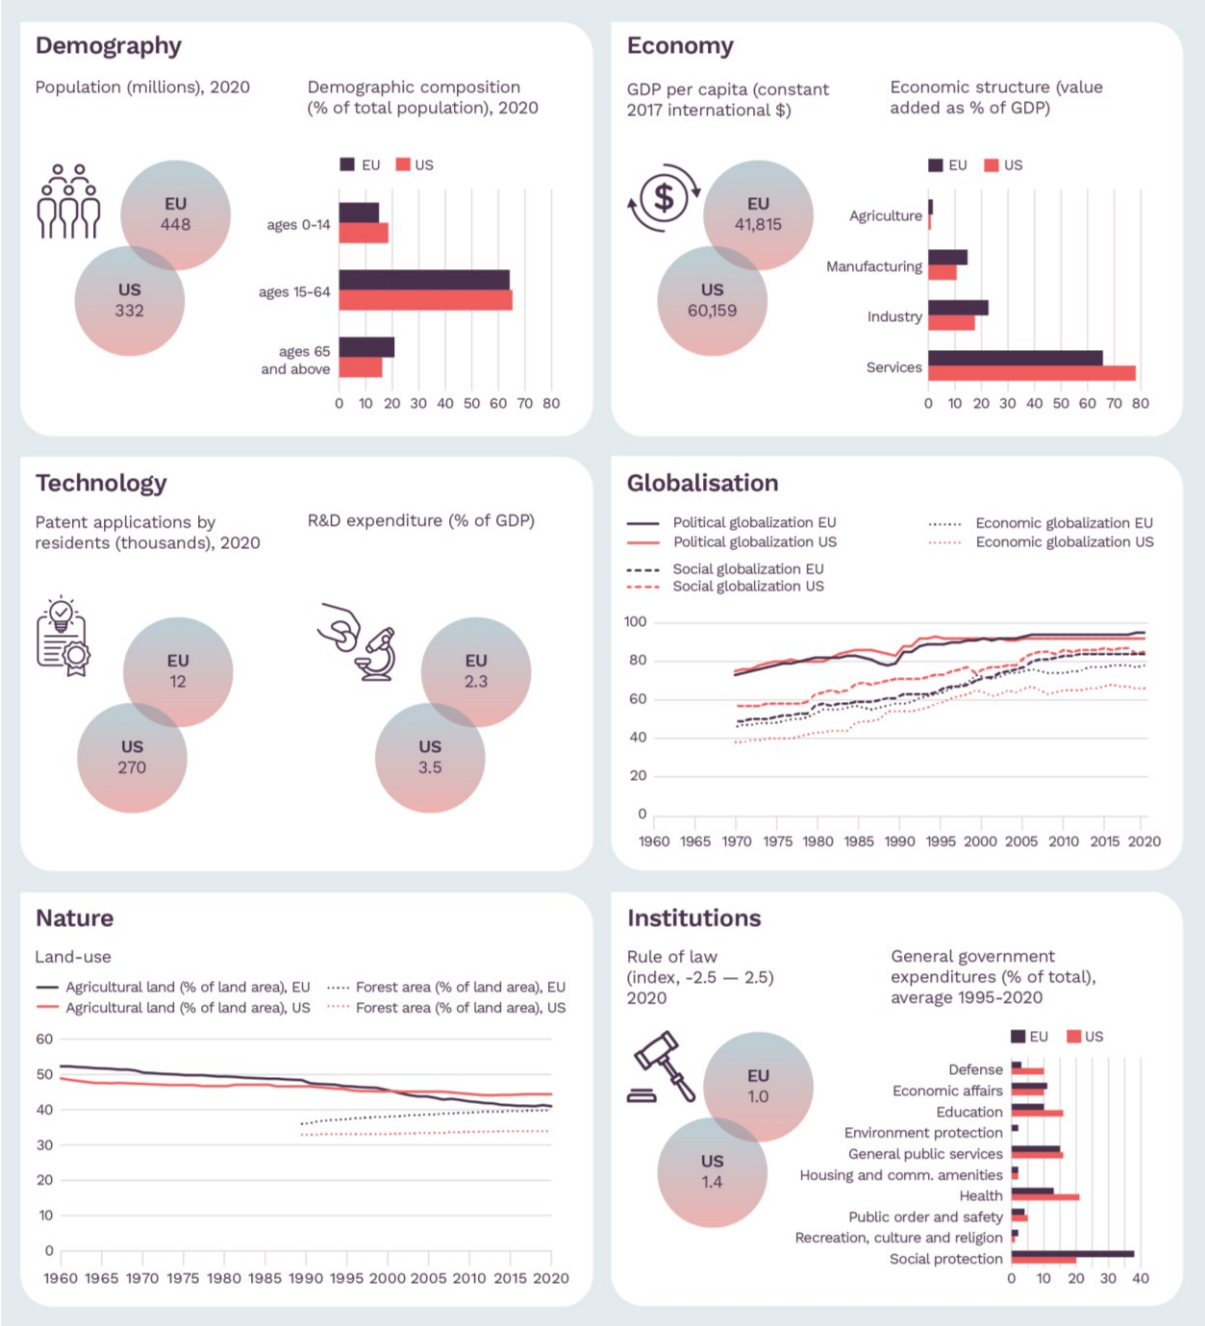 Demography
Population (millions), 2020
Demographic composition
(% of total population), 2020
EU
448
US
332
EU
US
ages 0-14
ages 15-64
ages 65
and above
0 10 20 30 40 50 60 70 80
Economy
GDP per capita (constant
2017 international $)
Economic structure (value
added as % of GDP)
$
EU
41,815
US
60,159
EU
US
Agriculture
Manufacturing
Industry
Services
0 10 20 30 40 50 60 70 80
Technology
Patent applications by
residents (thousands), 2020
R&D expenditure (% of GDP)
EU
12
US
270
EU
2.3
US
3.5
Globalisation
Political globalization EU
Political globalization US
Social globalization EU
Social globalization US
Economic globalization EU
Economic globalization US
100
80
60
40
20
0
1960 1965 1970 1975 1980 1985 1990 1995 2000 2005 2010 2015 2020
Nature
Land-use
Agricultural land (% of land area), EU
Agricultural land (% of land area), US
Forest area (% of land area), EU
Forest area (% of land area), US
60
50
40
30
20
10
0
1960 1965 1970 1975 1980 1985 1990 1995 2000 2005 2010 2015 2020
Institutions
Rule of law
(index, -2.5 — 2.5)
2020
General government
expenditures (% of total),
average 1995-2020
EU
1.0
US
1.4
EU
US
Defense
Economic affairs
Education
Environment protection
General public services
Housing and comm. amenities
Health
Public order and safety
Recreation, culture and religion
Social protection
0 10 20 30 40